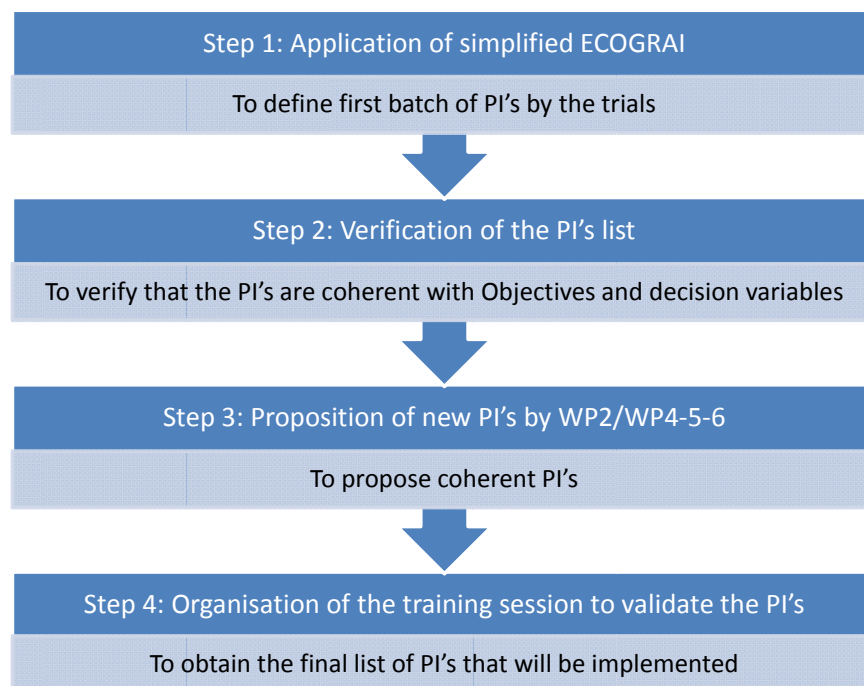 Step 1: Application of simplified ECOGRAI
To define first batch of PI’s by the trials
Step 2: Verification of the PI’s list
To verify that the PI’s are coherent with Objectives and decision variables
Step 3: Proposition of new PI’s by WP2/WP4-5-6
To propose coherent PI’s
Step 4: Organisation of the training session to validate the PI’s
To obtain the final list of PI’s that will be implemented